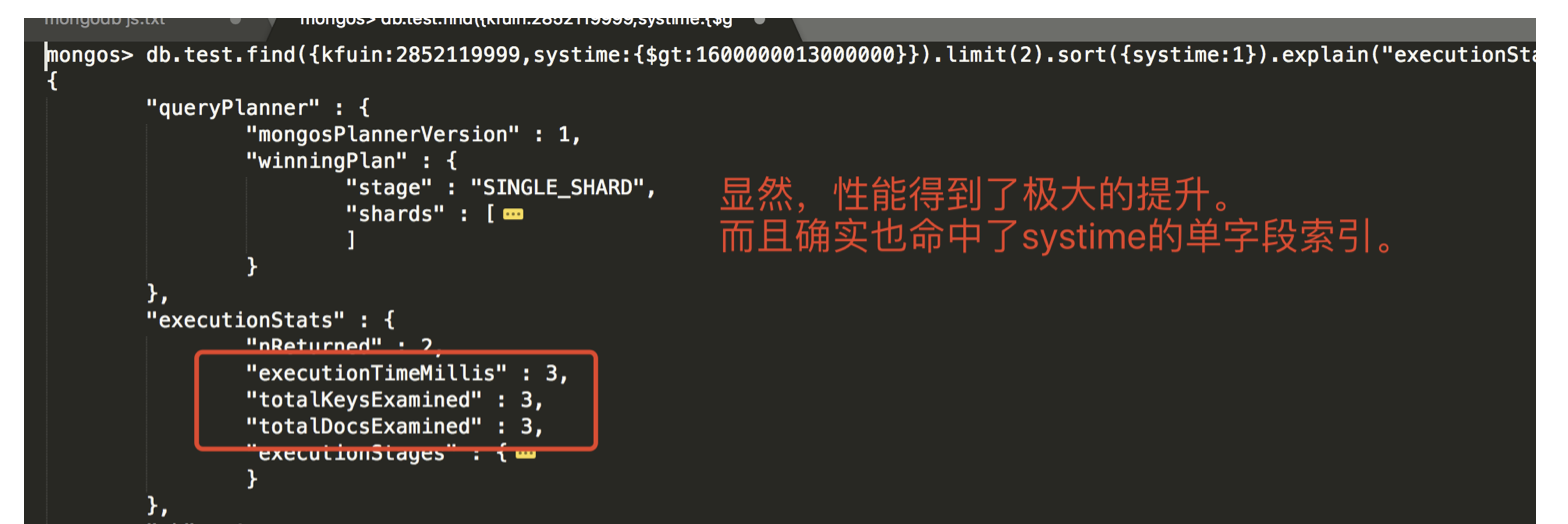 mongodb js.txt
mongos> db.test.find({kfuin:2852119999,systime:{$g
mongos> db.test.find({kfuin:2852119999,systime:{$gt:1600000013000000}}).limit(2).sort({systime:1}).explain("executionSta
{
"queryPlanner" : {
"mongosPlannerVersion" : 1,
"winningPlan" : {
"stage" : "SINGLE_SHARD",
"shards" : [
]
}
},
显然，性能得到了极大的提升。
而且确实也命中了systime的单字段索引。
"executionStats" : {
"nReturned" : 2,
"executionTimeMillis" : 3,
"totalKeysExamined" : 3,
"totalDocsExamined" : 3,
"executionStages" : {
}
},